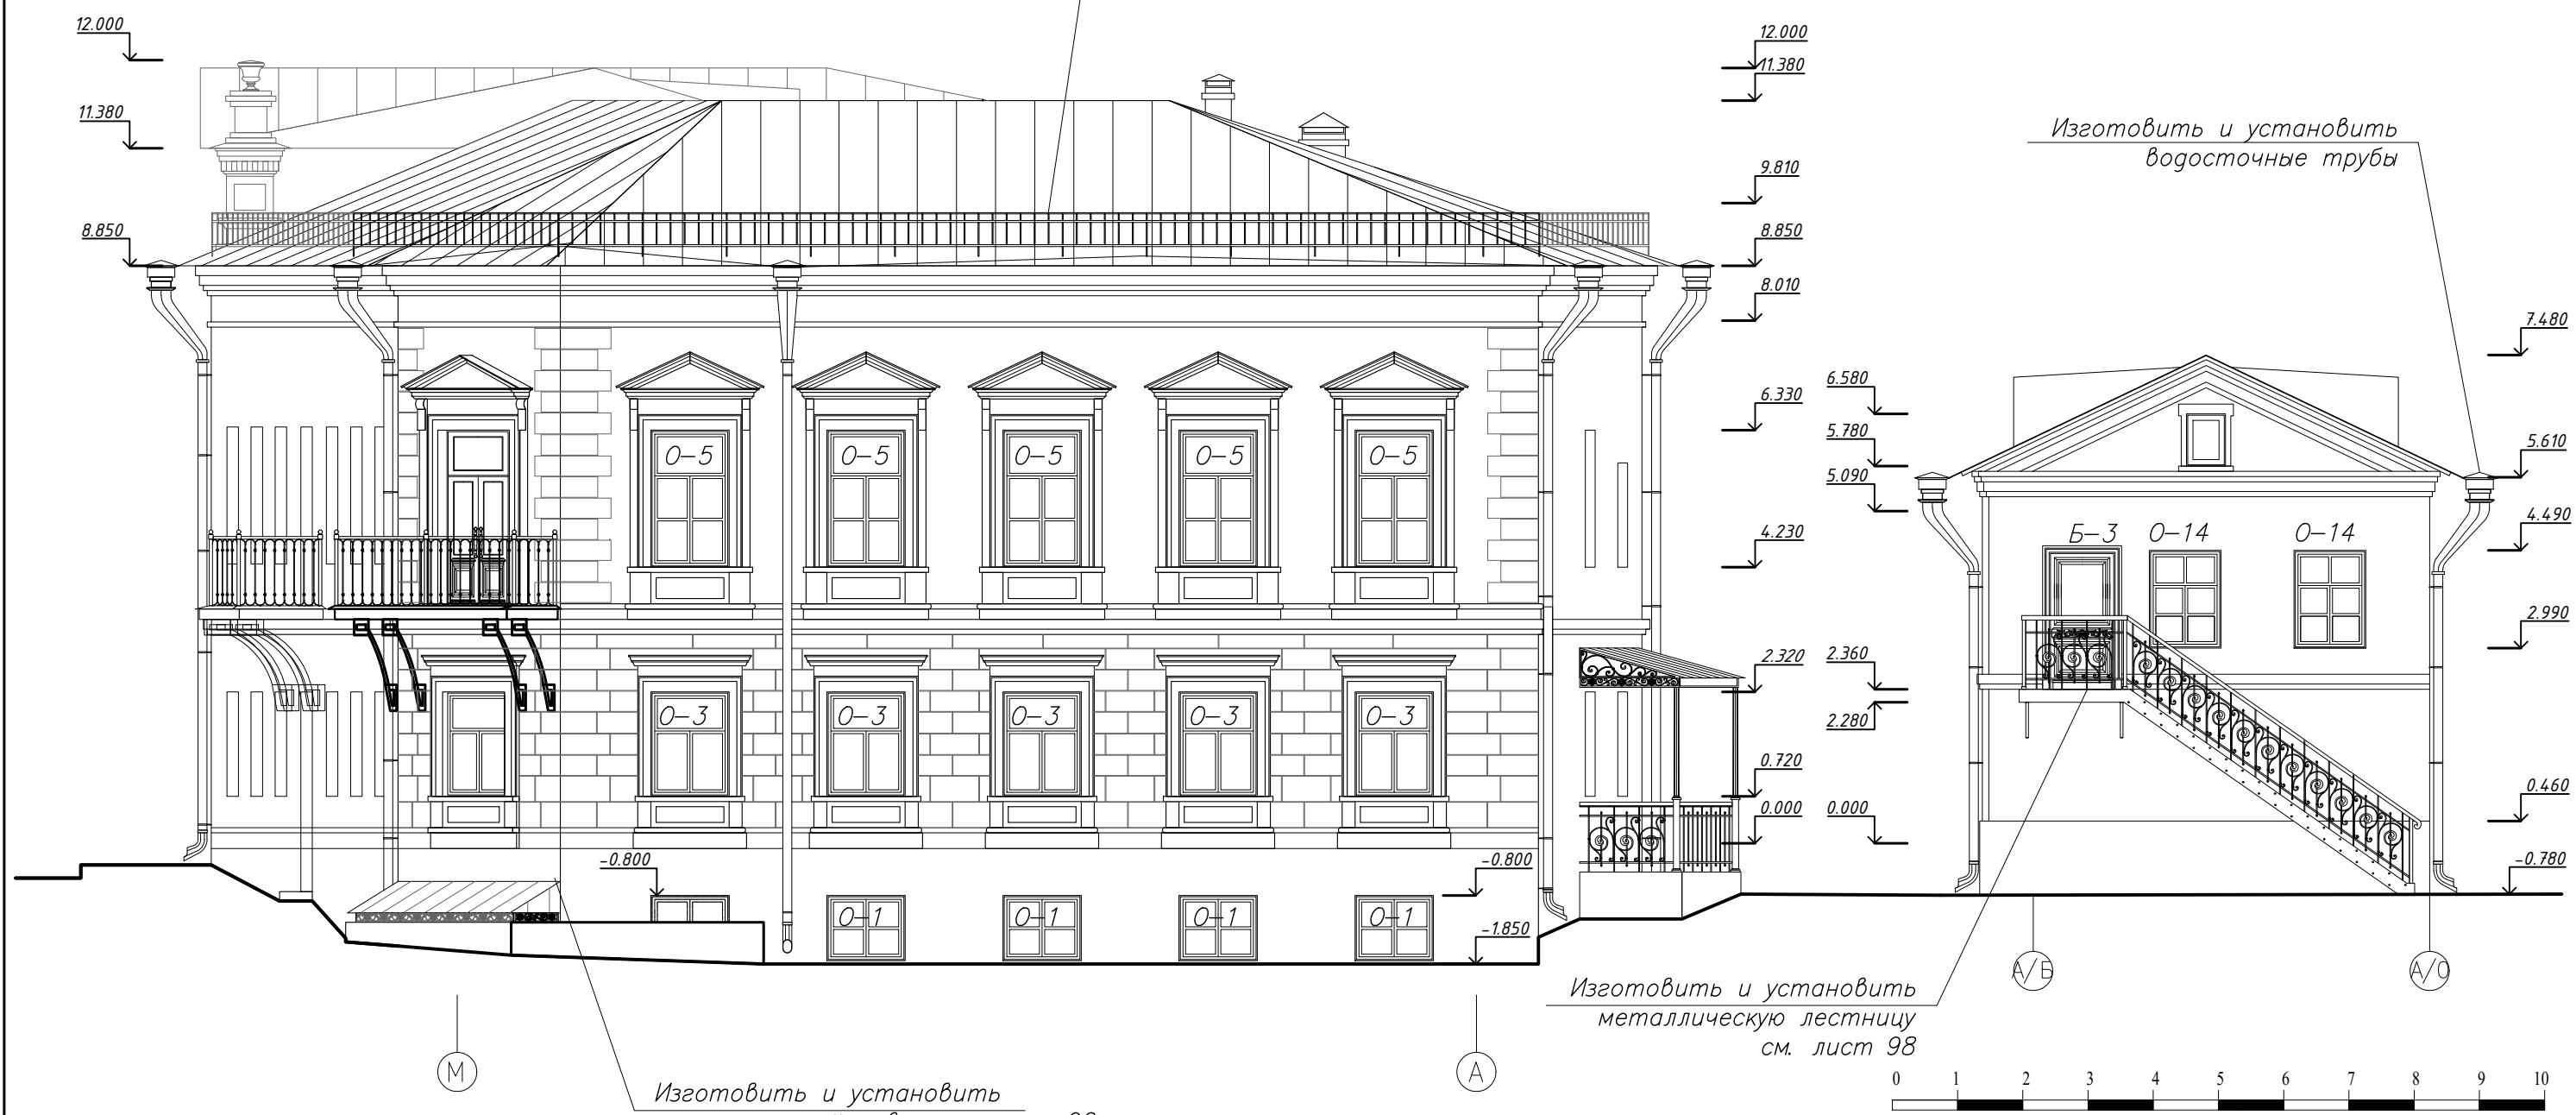 12.000
11.380
8.850
12.000
11.380
9.810
8.850
8.010
6.330
4.230
2.320
0.720
0.000
Изготовить и установить
водосточные трубы
7.480
6.580
5.780
5.090
5.610
4.490
2.990
2.360
2.280
0.000
0.460
-0.780
О-5
О-5
О-5
О-5
О-5
Б-3
О-14
О-14
О-3
О-3
О-3
О-3
О-3
-0.800
-0.800
-1.850
О-1
О-1
О-1
О-1
А/Б
А/О
Изготовить и установить
металлическую лестницу
см. лист 98
М
А
Изготовить и установить
0 1 2 3 4 5 6 7 8 9 10